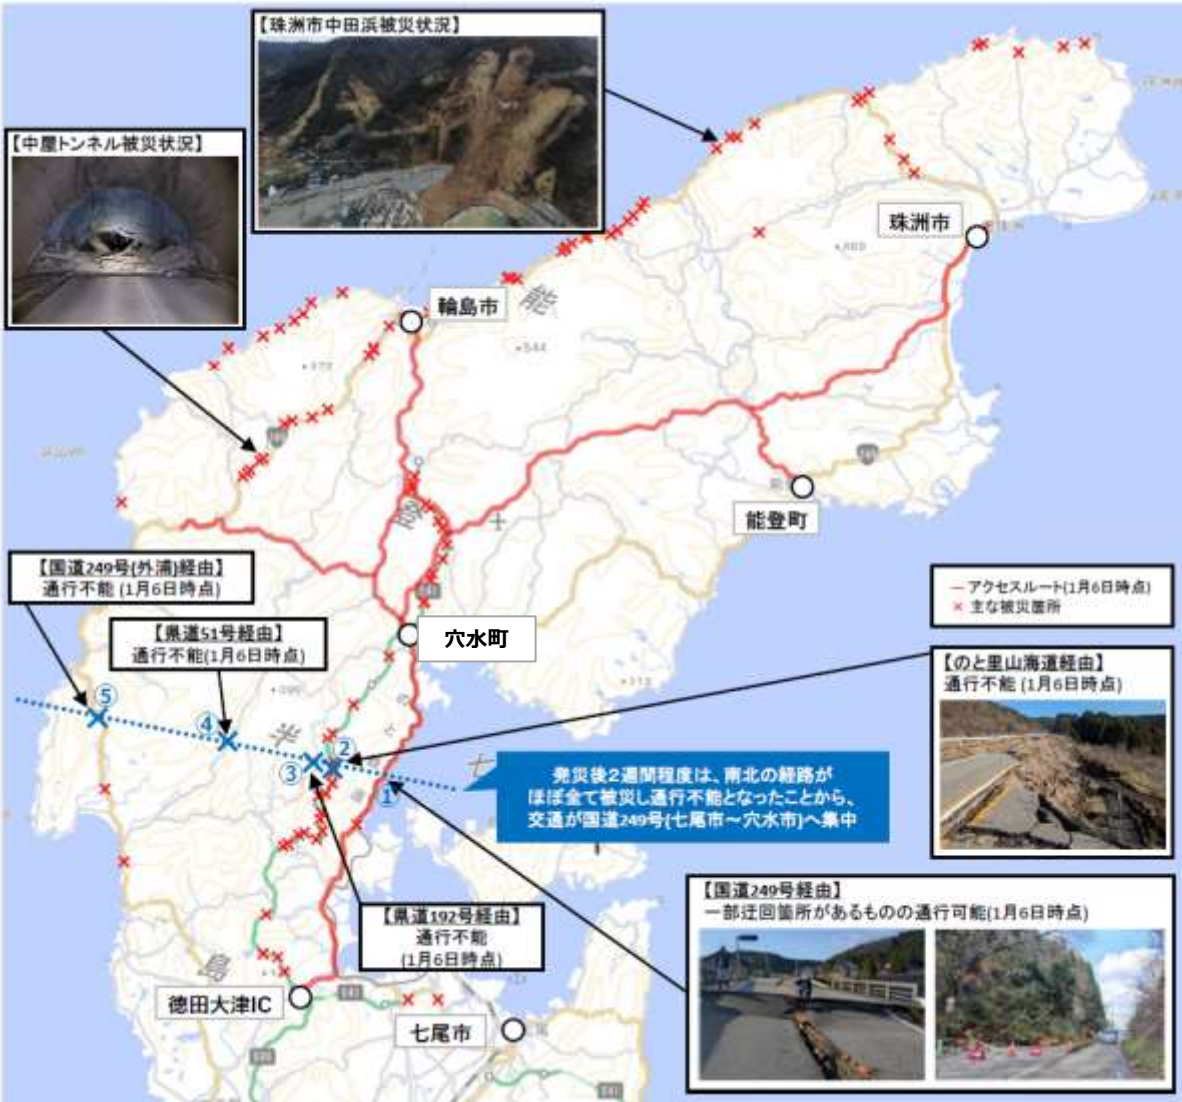 【珠洲市中田浜被災状況】
【中屋トンネル被災状況】
珠洲市
輪島市
能
・544
能登町
【国道249号(外浦)経由】
通行不能 (1月6日時点)
【県道51号経由】
通行不能(1月6日時点)
穴水町
アクセスルート(1月6日時点)
× 主な被災箇所
【のと里山海道経由】
通行不能 (1月6日時点)
⑤
④
③
②
①
半
七
発災後2週間程度は、南北の経路が
ほぼ全て被災し通行不能となったことから、
交通が国道249号(七尾市～穴水市)へ集中
【県道192号経由】
通行不能
(1月6日時点)
【国道249号経由】
一部迂回箇所があるものの通行可能(1月6日時点)
島
徳田大津IC
七尾市